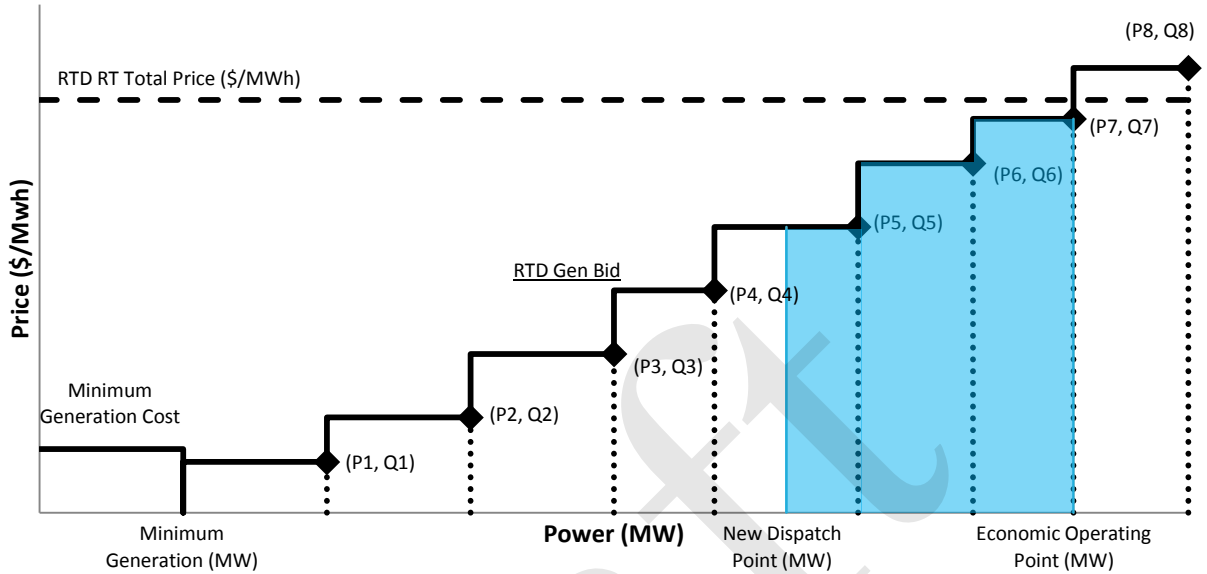 (P8, Q8)
RTD RT Total Price ($/MWh)
(P7, Q7)
(P6, Q6)
(P5, Q5)
RTD Gen Bid
(P4, Q4)
Price ($/Mwh)
(P3, Q3)
Minimum
Generation Cost
(P2, Q2)
(P1, Q1)
Minimum
Generation (MW)
Power (MW)
New Dispatch
Point (MW)
Economic Operating
Point (MW)